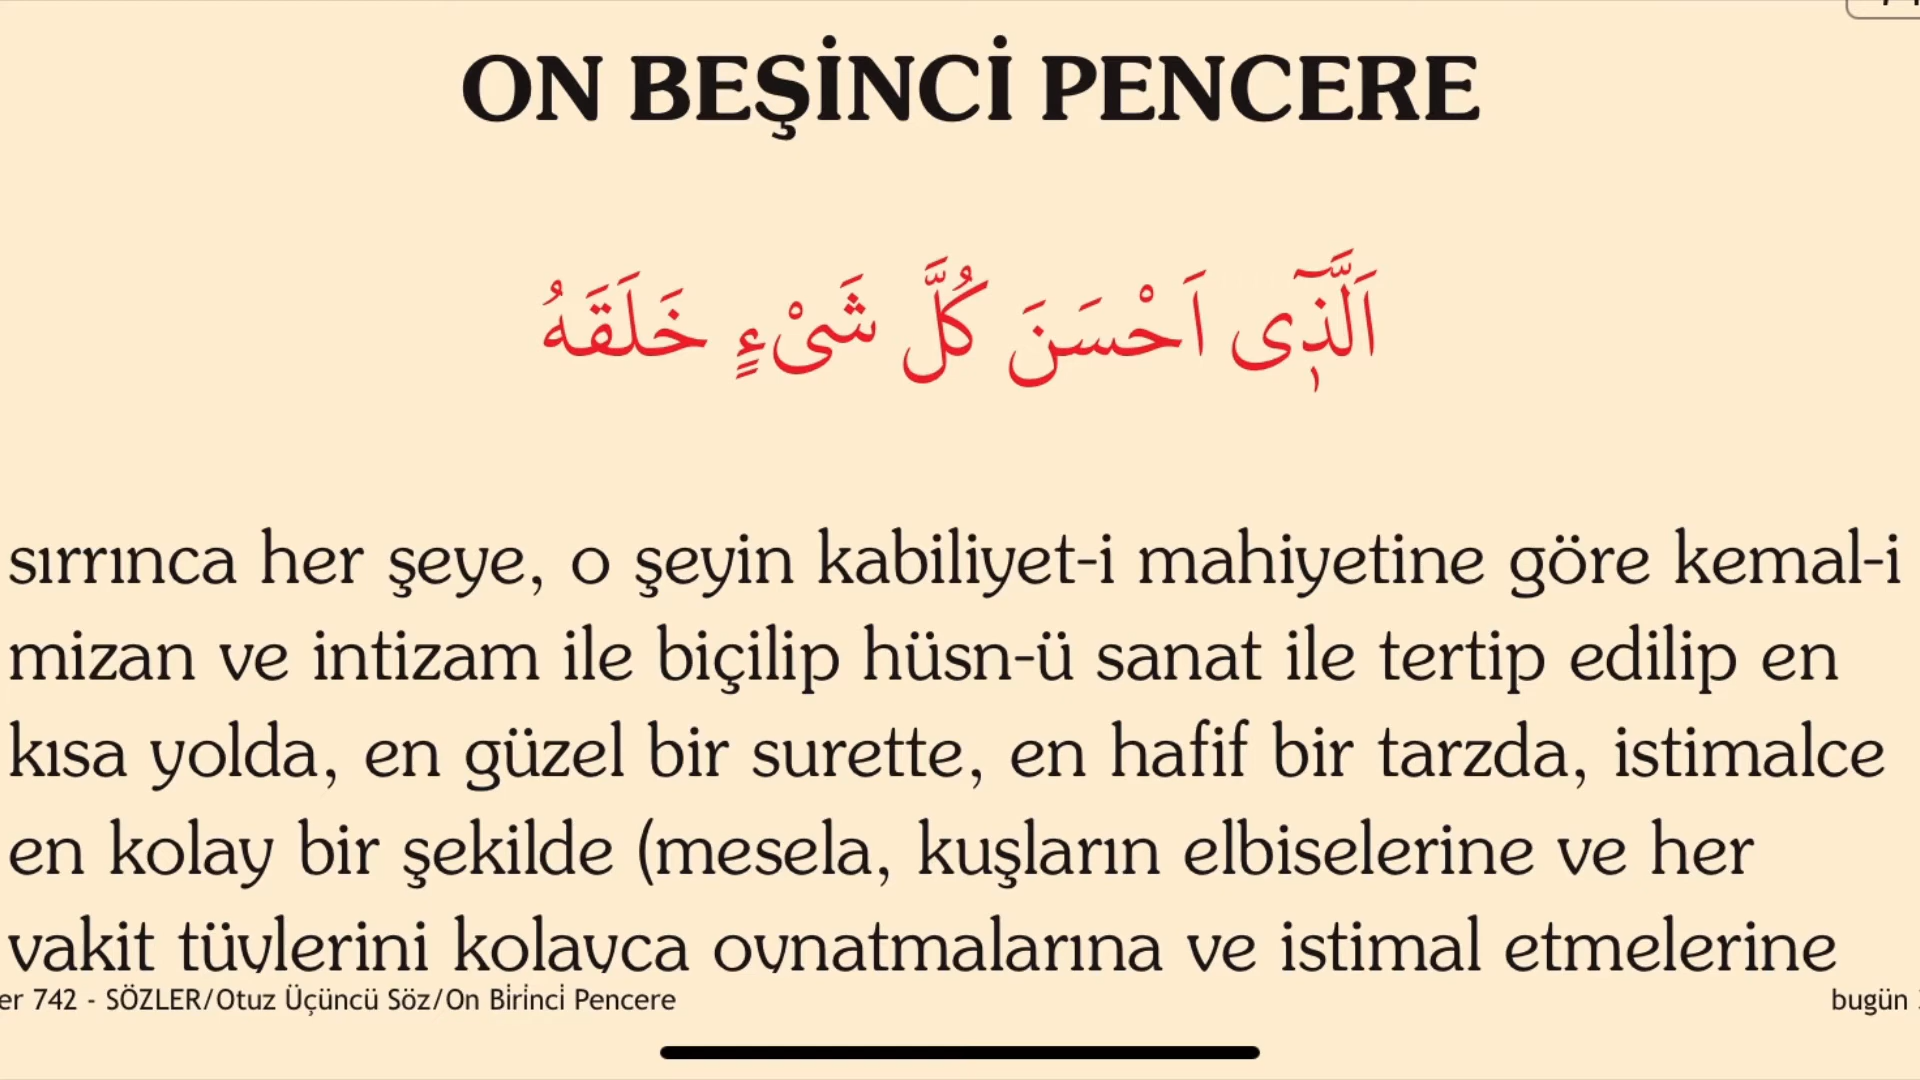 ON BEŞİNCİ PENCERE
اَلَّذٖٓى اَحْسَنَ كُلَّ شَىْءٍ خَلَقَهُ
sırrınca her şeye, o şeyin kabiliyet-i mahiyetine göre kemal-i
mizan ve intizam ile biçilip hüsn-ü sanat ile tertip edilip en
kısa yolda, en güzel bir surette, en hafif bir tarzda, istimalce
en kolay bir şekilde (mesela, kuşların elbiselerine ve her
vakit tüylerini kolayca oynatmalarına ve istimal etmelerine
er 742 - SÖZLER/Otuz Üçüncü Söz/On Birinci Pencere
bugün